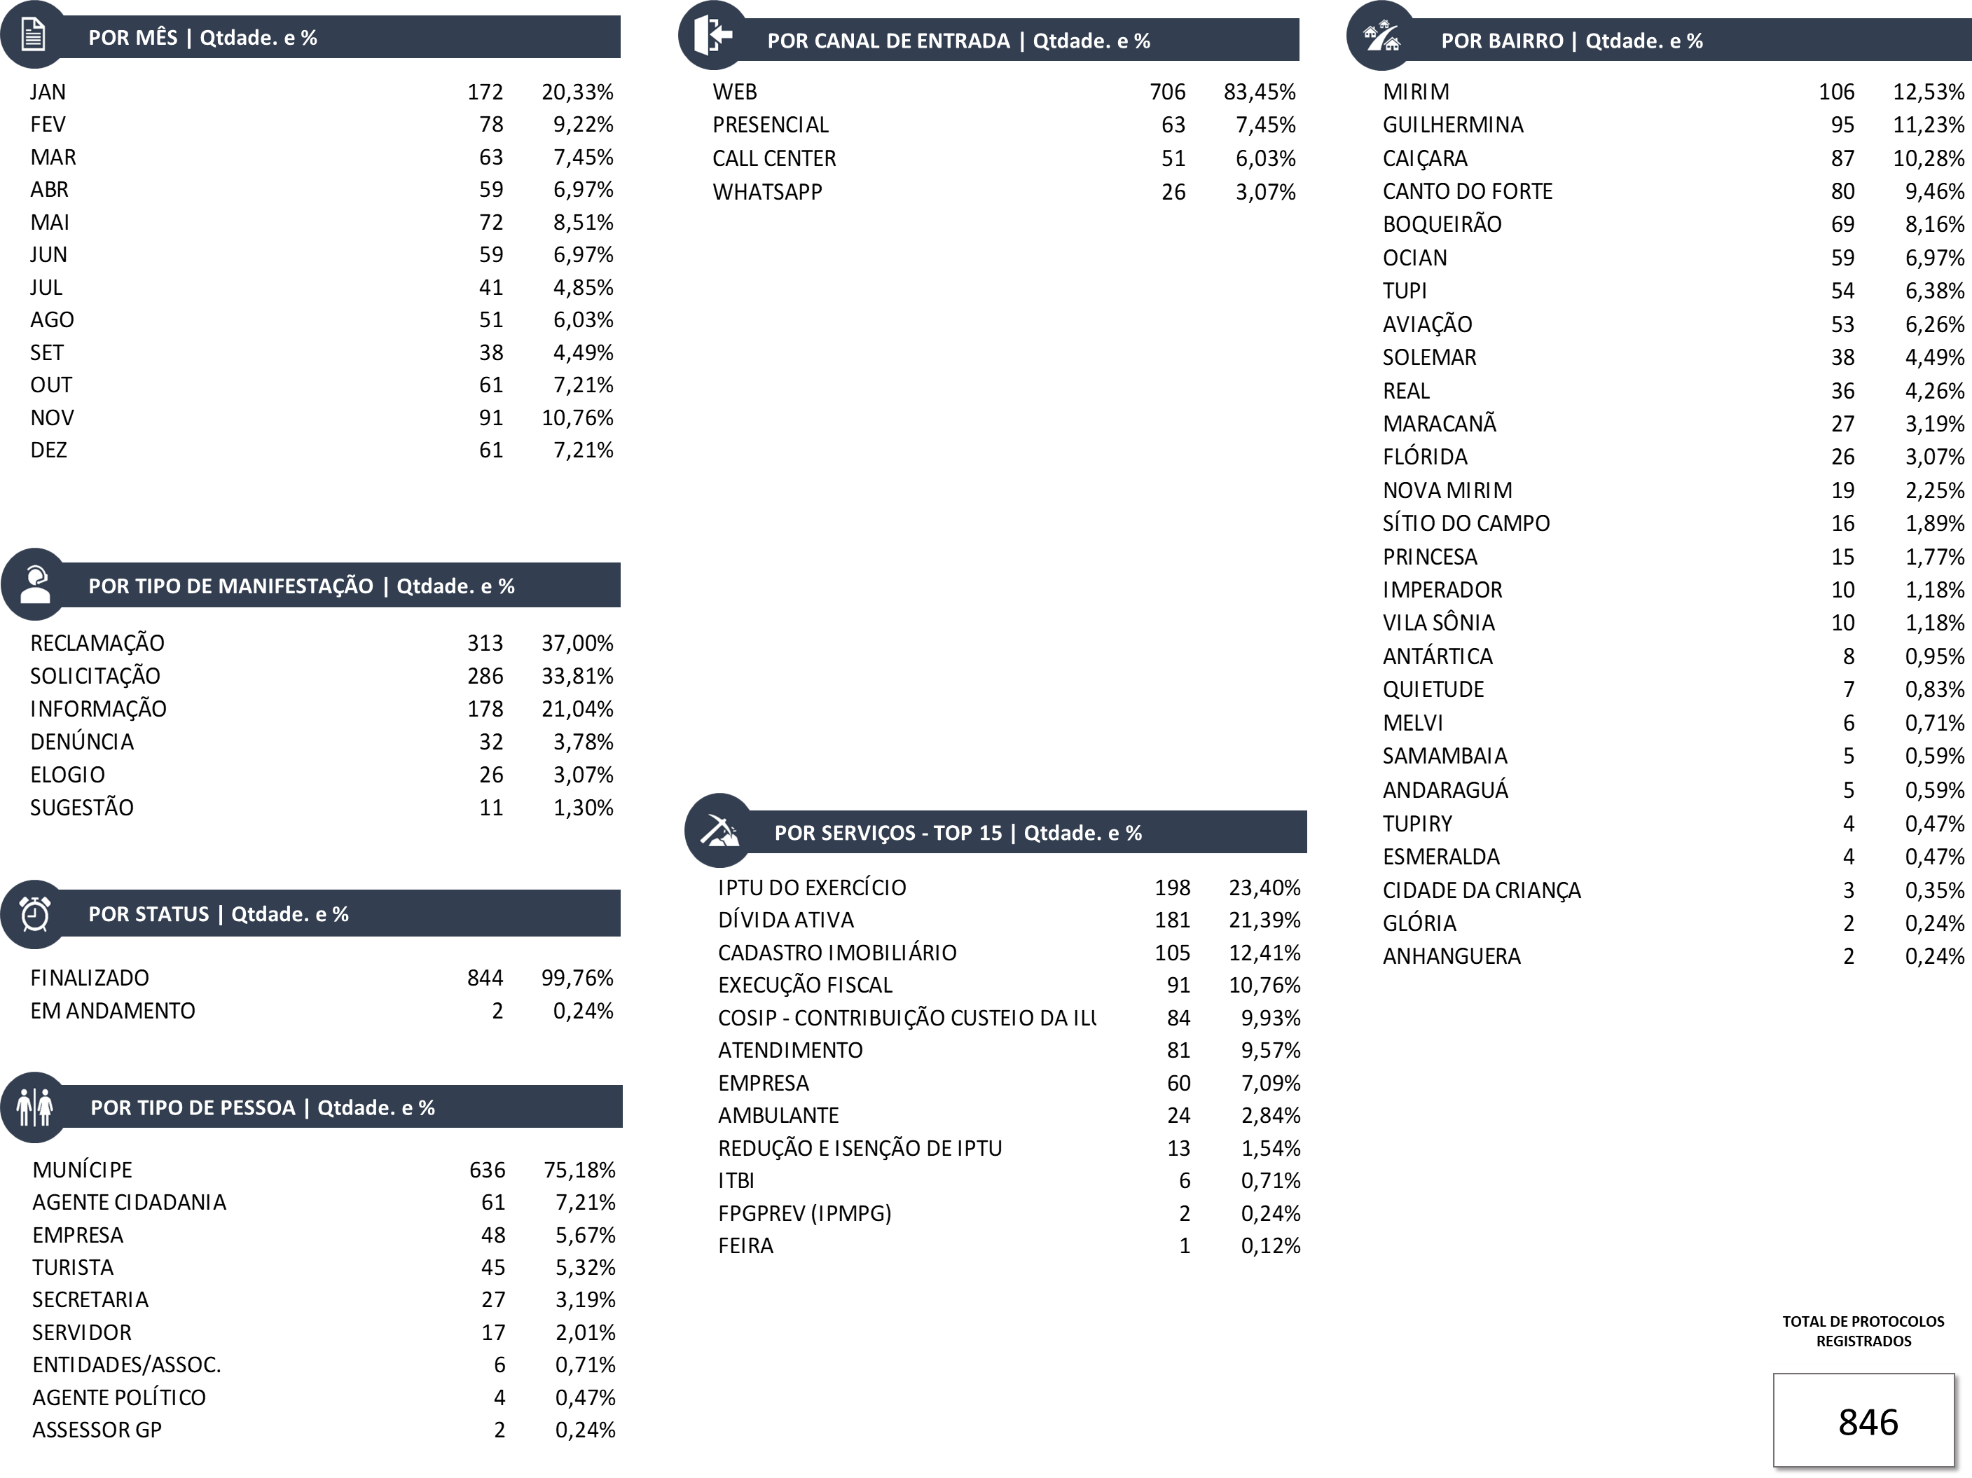 POR MÊS | Qtdade. e %
JAN 172 20,33%
FEV 78 9,22%
MAR 63 7,45%
ABR 59 6,97%
MAI 72 8,51%
JUN 59 6,97%
JUL 41 4,85%
AGO 51 6,03%
SET 38 4,49%
OUT 61 7,21%
NOV 91 10,76%
DEZ 61 7,21%
POR TIPO DE MANIFESTAÇÃO | Qtdade. e %
RECLAMAÇÃO 313 37,00%
SOLICITAÇÃO 286 33,81%
INFORMAÇÃO 178 21,04%
DENÚNCIA 32 3,78%
ELOGIO 26 3,07%
SUGESTÃO 11 1,30%
POR STATUS | Qtdade. e %
FINALIZADO 844 99,76%
EM ANDAMENTO 2 0,24%
POR TIPO DE PESSOA | Qtdade. e %
MUNÍCIPE 636 75,18%
AGENTE CIDADANIA 61 7,21%
EMPRESA 48 5,67%
TURISTA 45 5,32%
SECRETARIA 27 3,19%
SERVIDOR 17 2,01%
ENTIDADES/ASSOC. 6 0,71%
AGENTE POLÍTICO 4 0,47%
ASSESSOR GP 2 0,24%
POR CANAL DE ENTRADA | Qtdade. e %
WEB 706 83,45%
PRESENCIAL 63 7,45%
CALL CENTER 51 6,03%
WHATSAPP 26 3,07%
POR SERVIÇOS - TOP 15 | Qtdade. e %
IPTU DO EXERCÍCIO 198 23,40%
DÍVIDA ATIVA 181 21,39%
CADASTRO IMOBILIÁRIO 105 12,41%
EXECUÇÃO FISCAL 91 10,76%
COSIP - CONTRIBUIÇÃO CUSTEIO DA ILU 84 9,93%
ATENDIMENTO 81 9,57%
EMPRESA 60 7,09%
AMBULANTE 24 2,84%
REDUÇÃO E ISENÇÃO DE IPTU 13 1,54%
ITBI 6 0,71%
FPGPREV (IPMPG) 2 0,24%
FEIRA 1 0,12%
POR BAIRRO | Qtdade. e %
MIRIM 106 12,53%
GUILHERMINA 95 11,23%
CAIÇARA 87 10,28%
CANTO DO FORTE 80 9,46%
BOQUEIRÃO 69 8,16%
OCIAN 59 6,97%
TUPI 54 6,38%
AVIAÇÃO 53 6,26%
SOLEMAR 38 4,49%
REAL 36 4,26%
MARACANÃ 27 3,19%
FLÓRIDA 26 3,07%
NOVA MIRIM 19 2,25%
SÍTIO DO CAMPO 16 1,89%
PRINCESA 15 1,77%
IMPERADOR 10 1,18%
VILA SÔNIA 10 1,18%
ANTÁRTICA 8 0,95%
QUIETUDE 7 0,83%
MELVI 6 0,71%
SAMAMBAIA 5 0,59%
ANDARAGUÁ 5 0,59%
TUPIRY 4 0,47%
ESMERALDA 4 0,47%
CIDADE DA CRIANÇA 3 0,35%
GLÓRIA 2 0,24%
ANHANGUERA 2 0,24%
TOTAL DE PROTOCOLOS
REGISTRADOS
846